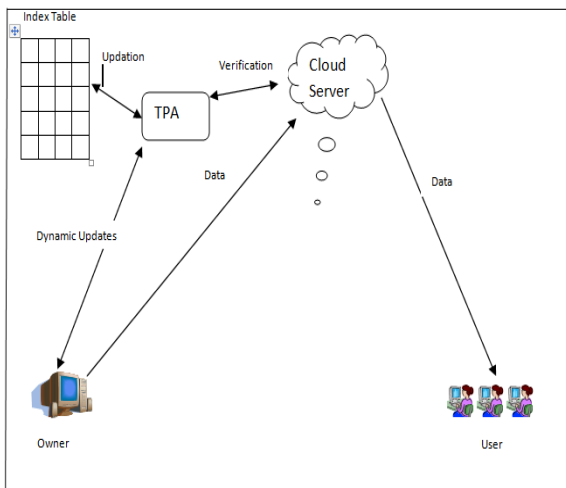 Index Table
Updation
Verification
Cloud
Server
TPA
Data
Data
Dynamic Updates
Owner
User